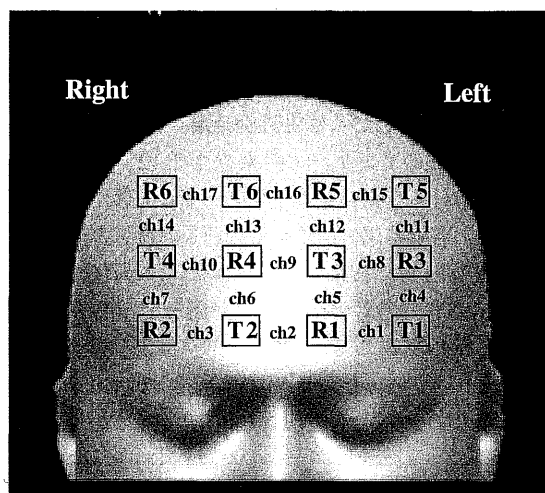 Right Left
R6 ch17 T6 ch16 R5 ch15 T5
ch14 ch13 ch12 ch11
T4 ch10 R4 ch9 T3 ch8 R3
ch7 ch6 ch5 ch4
R2 ch3 T2 ch2 R1 ch1 T1